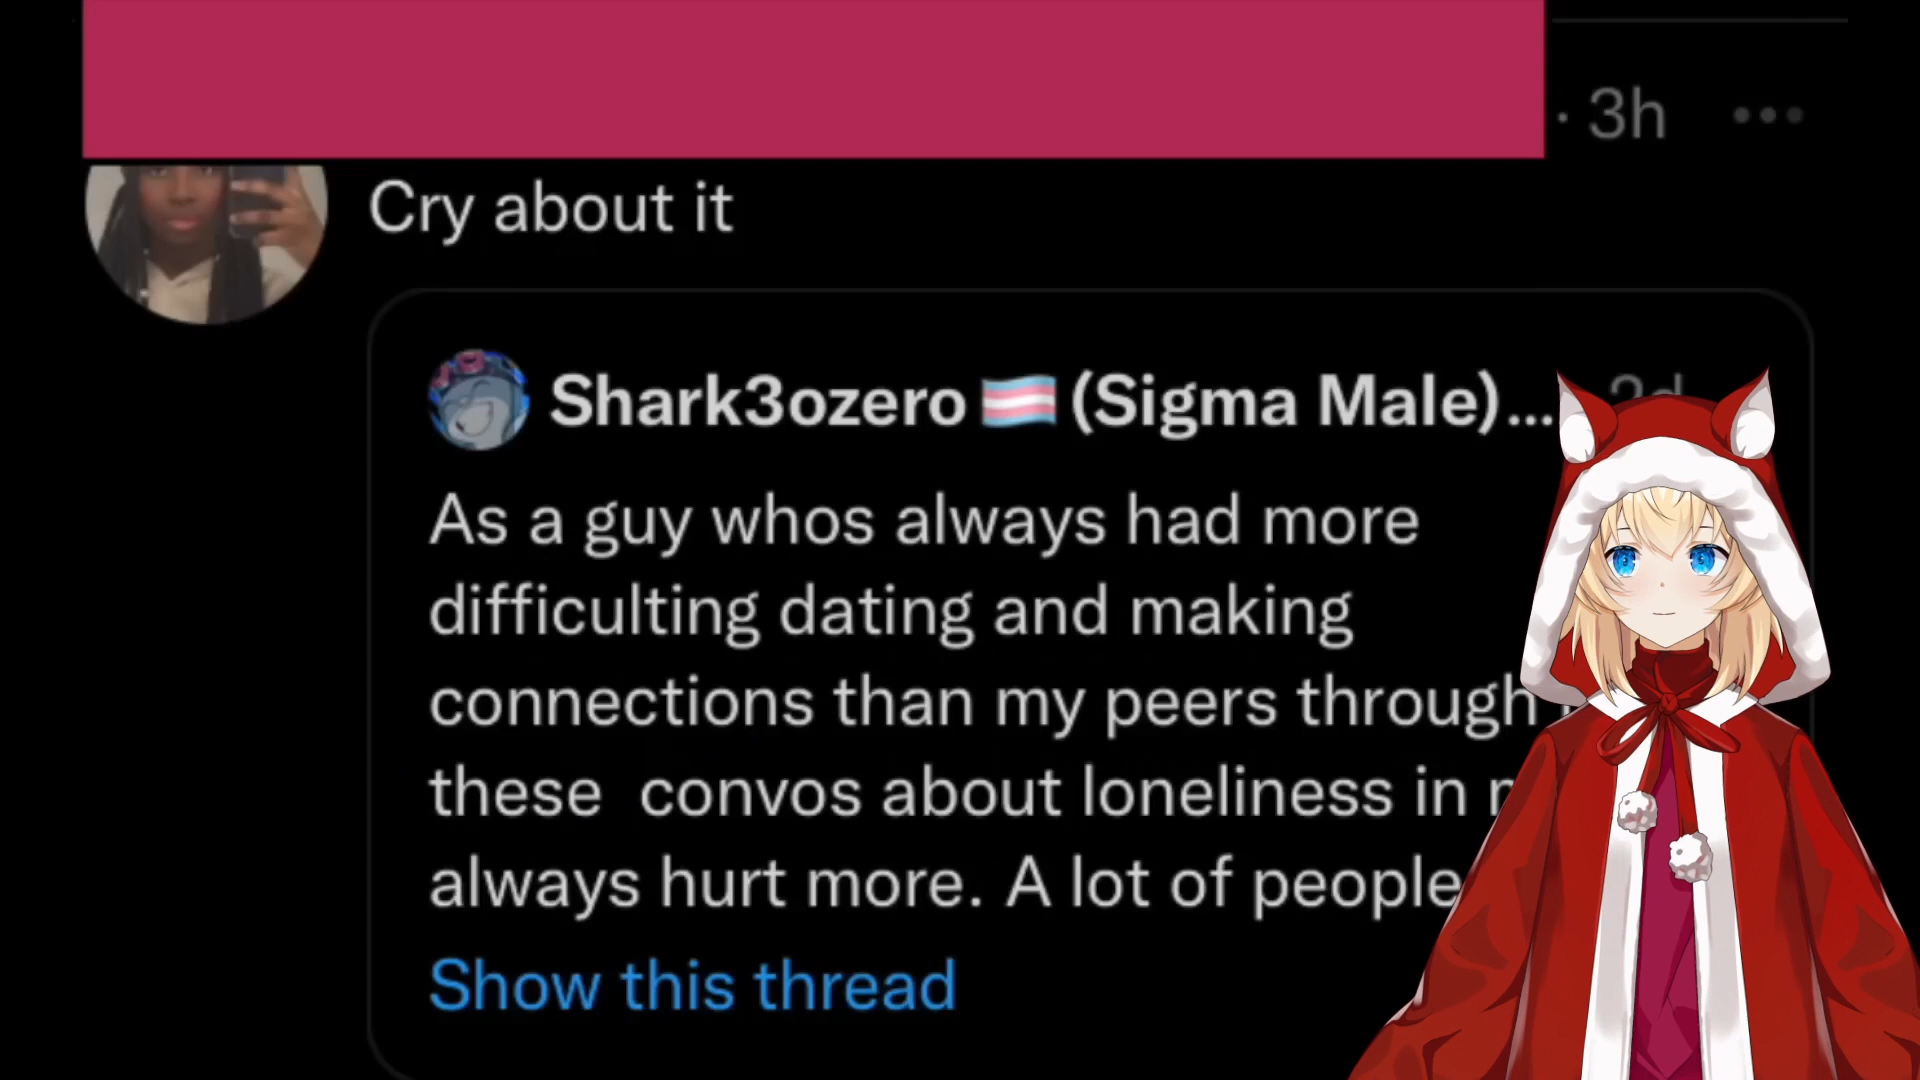 · 3h
Cry about it
Shark3ozero (Sigma Male)...
As a guy whos always had more
difficulting dating and making
connections than my peers through
these  convos about loneliness in
always hurt more. A lot of people
Show this thread